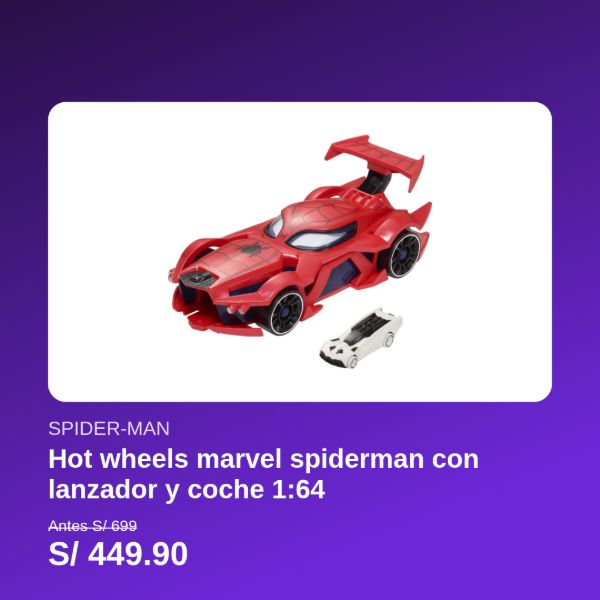 SPIDER-MAN
Hot wheels marvel spiderman con
lanzador y coche 1:64
Antes S/ 699
S/ 449.90